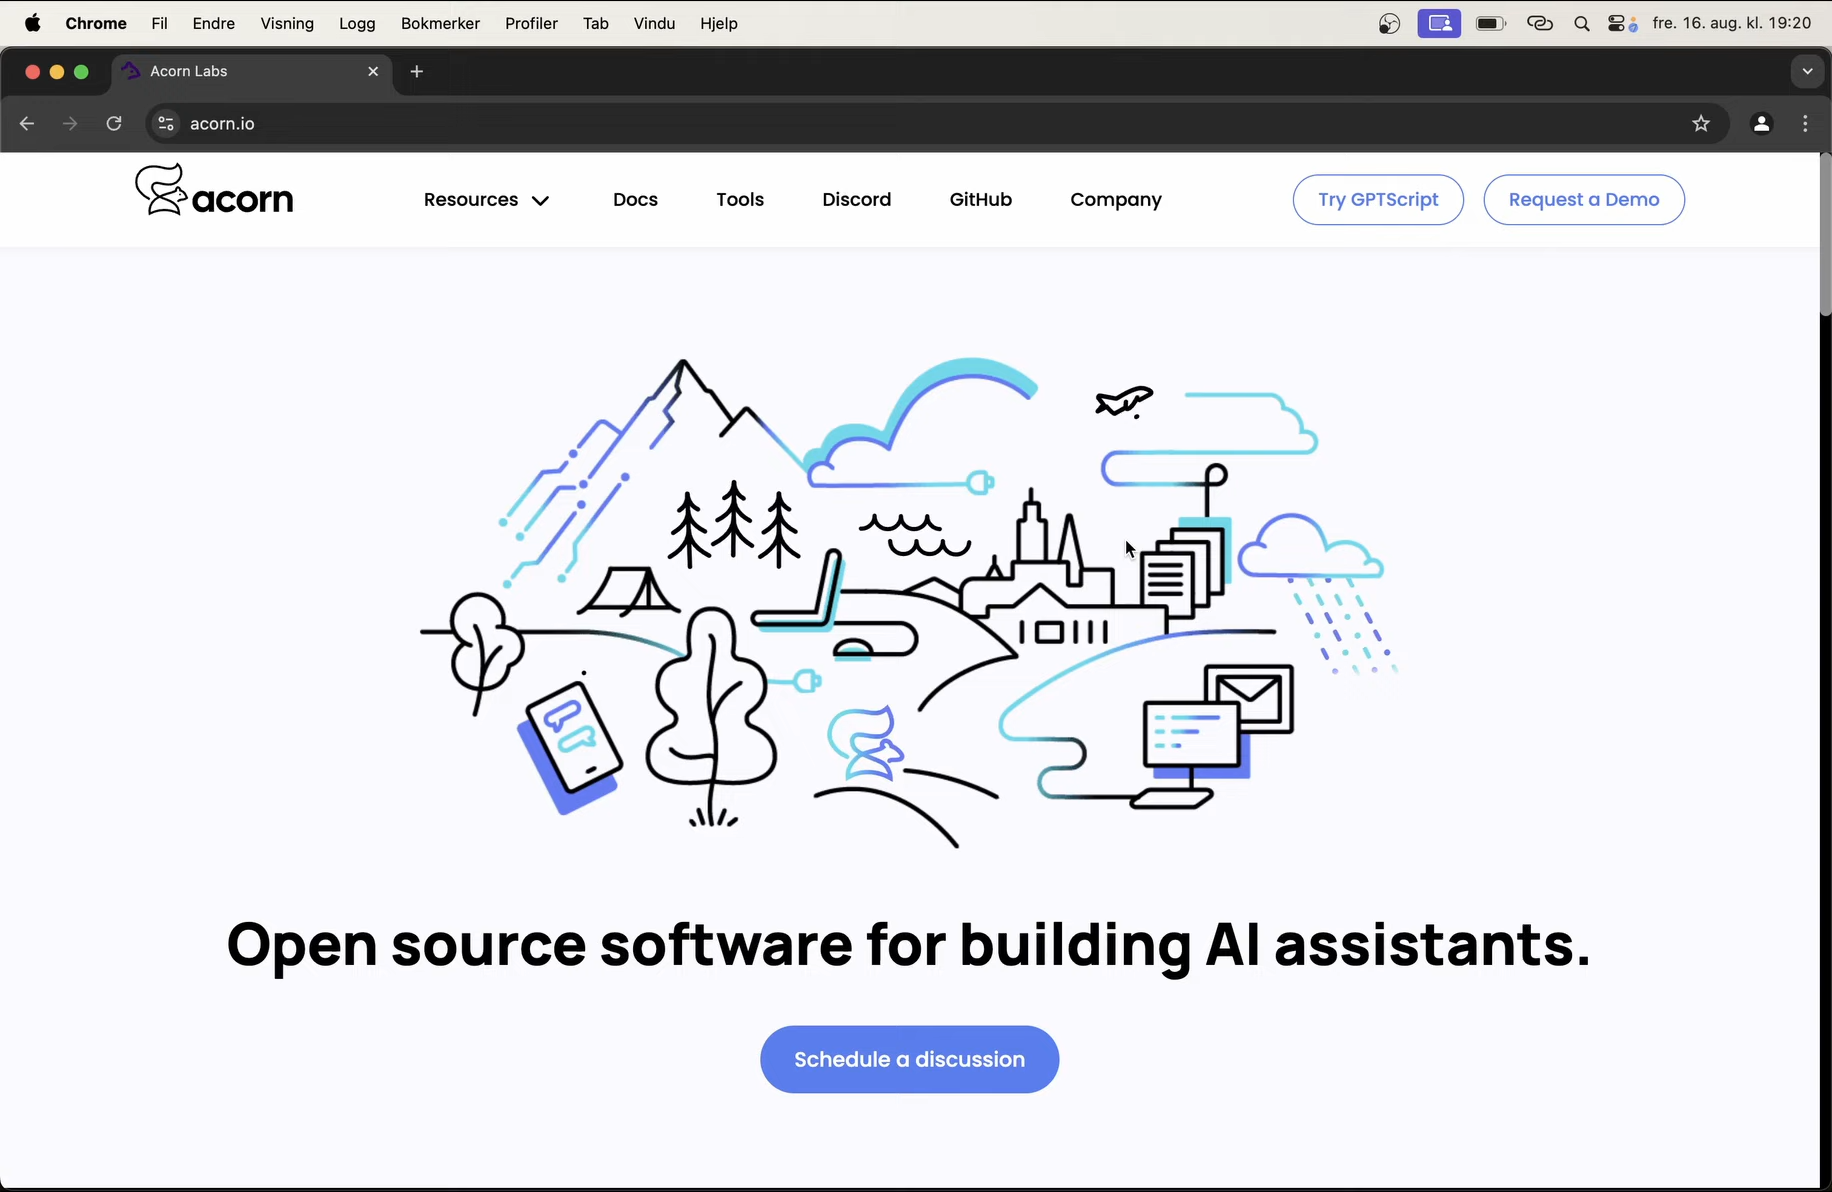 Chrome Fil Endre Visning Logg Bokmerker Profiler Tab Vindu Hjelp fre. 16. aug. kl. 19:20
Acorn Labs
acorn.io
acorn Resources Docs Tools Discord GitHub Company Try GPTScript Request a Demo
Open source software for building AI assistants.
Schedule a discussion